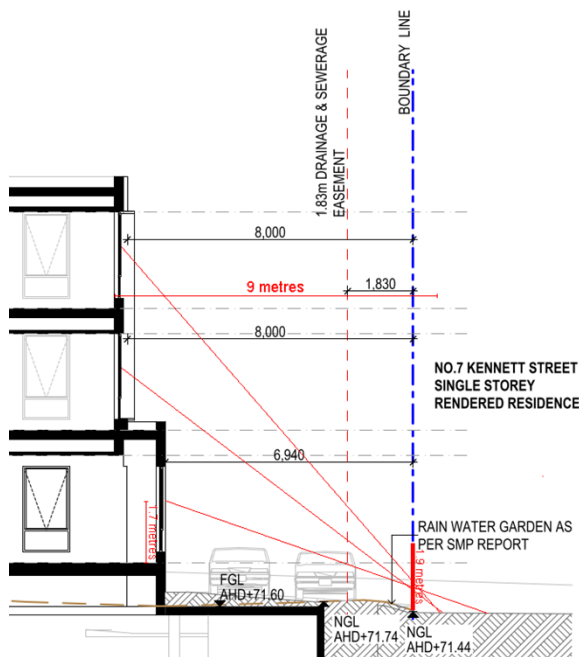 1.83m DRAINAGE & SEWERAGE
EASEMENT
BOUNDARY LINE
8,000
9 metres
1,830
8,000
NO.7 KENNETT STREET
SINGLE STOREY
RENDERED RESIDENCE
6,940
1.7 metres
RAIN WATER GARDEN AS
PER SMP REPORT
1.9 metres
FGL
AHD+71.60
NGL
AHD+71.74
NGL
AHD+71.44